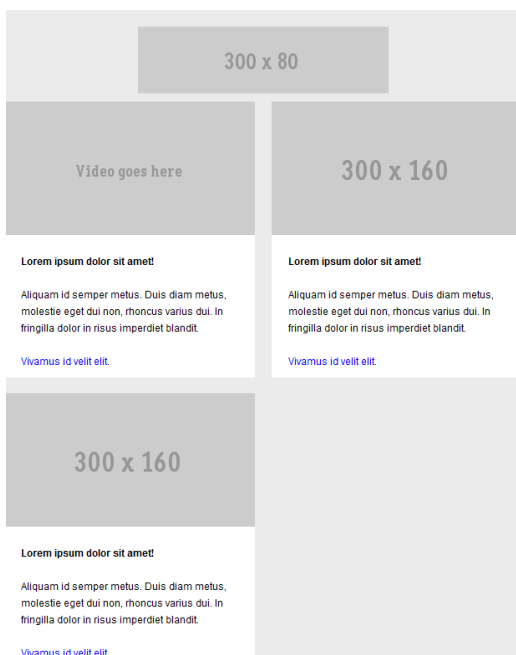 300 x 80
Video goes here
300 x 160
Lorem ipsum dolor sit amet!
Aliquam id semper metus. Duis diam metus,
molestie eget dui non, rhoncus varius dui. In
fringilla dolor in risus imperdiet blandit.
Vivamus id velit elit.
Lorem ipsum dolor sit amet!
Aliquam id semper metus. Duis diam metus,
molestie eget dui non, rhoncus varius dui. In
fringilla dolor in risus imperdiet blandit.
Vivamus id velit elit.
300 x 160
Lorem ipsum dolor sit amet!
Aliquam id semper metus. Duis diam metus,
molestie eget dui non, rhoncus varius dui. In
fringilla dolor in risus imperdiet blandit.
Vivamus id velit elit